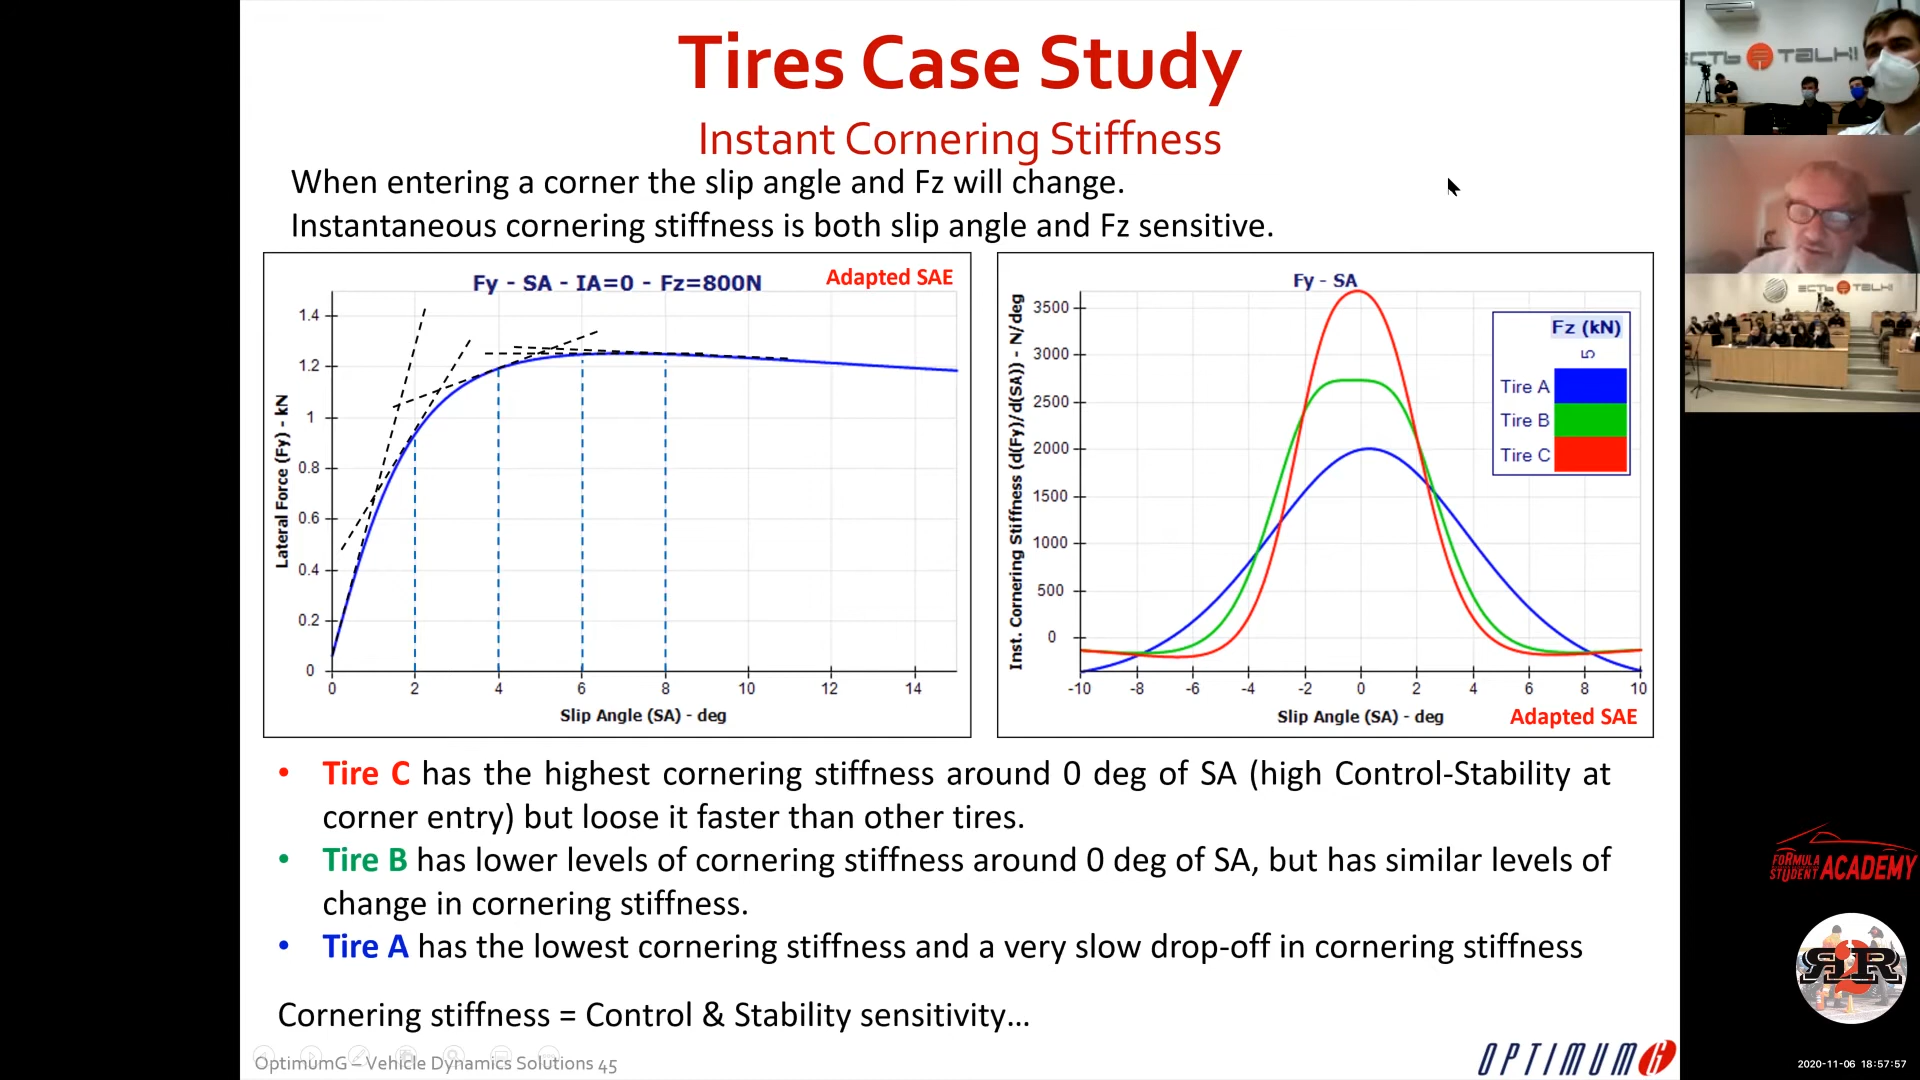 Tires Case Study
Instant Cornering Stiffness
When entering a corner the slip angle and Fz will change.
Instantaneous cornering stiffness is both slip angle and Fz sensitive.
Fy - SA - IA=0 - Fz=800N
Adapted SAE
Lateral Force (Fy) - kN
1.4
1.2
1
0.8
0.6
0.4
0.2
0
0 2 4 6 8 10 12 14
Slip Angle (SA) - deg
Fy - SA
Inst. Cornering Stiffness (d(Fy)/d(SA)) - N/deg
3500
3000
2500
2000
1500
1000
500
0
-10 -8 -6 -4 -2 0 2 4 6 8 10
Slip Angle (SA) - deg
Adapted SAE
Fz (kN)
5
Tire A
Tire B
Tire C
• Tire C has the highest cornering stiffness around 0 deg of SA (high Control-Stability at
corner entry) but loose it faster than other tires.
• Tire B has lower levels of cornering stiffness around 0 deg of SA, but has similar levels of
change in cornering stiffness.
• Tire A has the lowest cornering stiffness and a very slow drop-off in cornering stiffness
Cornering stiffness = Control & Stability sensitivity...
OptimumG – Vehicle Dynamics Solutions 45
OPTIMUMG
ЕСТЬ TALK!
FORMULA
STUDENT ACADEMY
2020-11-06 18:57:57